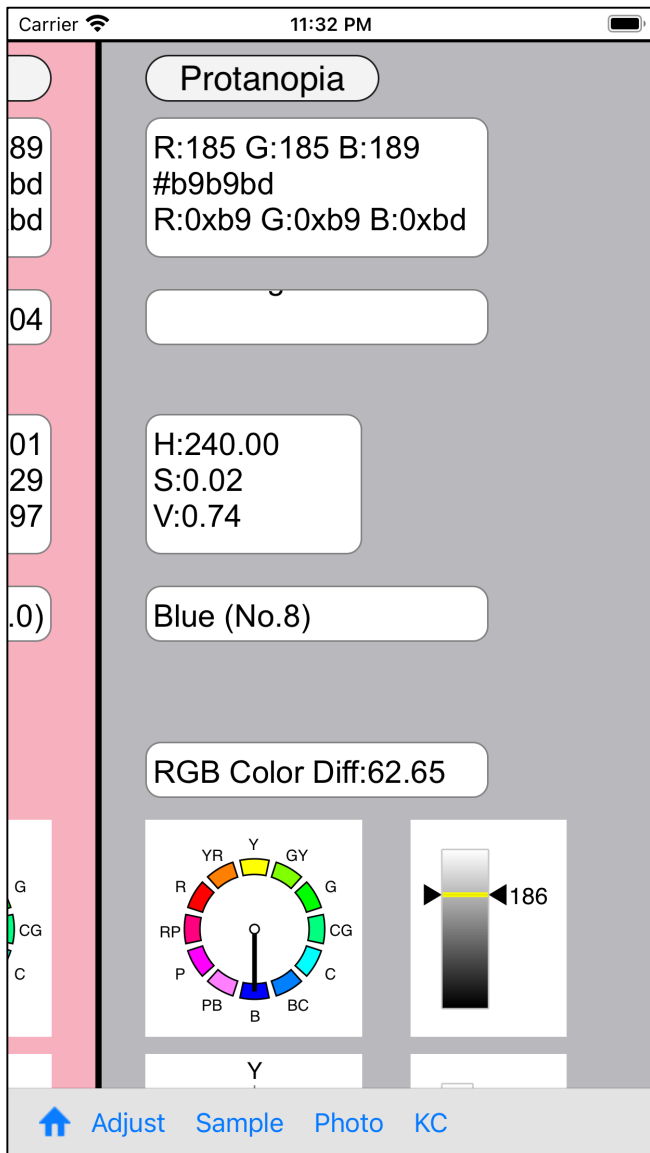 Carrier
11:32 PM
Protanopia
89
bd
bd
R:185 G:185 B:189
#b9b9bd
R:0xb9 G:0xb9 B:0xbd
04
01
29
97
H:240.00
S:0.02
V:0.74
.0)
Blue (No.8)
RGB Color Diff:62.65
G
CG
C
Y
GY
G
CG
C
BC
B
PB
P
RP
R
YR
186
Y
Adjust Sample Photo KC